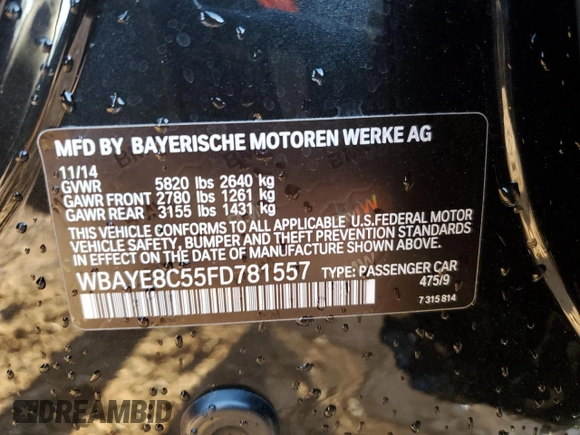 MFD BY BAYERISCHE MOTOREN WERKE AG
11/14
GVWR 5820 lbs 2640 kg
GAWR FRONT 2780 lbs 1261 kg
GAWR REAR 3155 lbs 1431 kg
THIS VEHICLE CONFORMS TO ALL APPLICABLE U.S.FEDERAL MOTOR
VEHICLE SAFETY, BUMPER AND THEFT PREVENTION STANDARDS
IN EFFECT ON THE DATE OF MANUFACTURE SHOWN ABOVE.
WBAYE8C55FD781557 TYPE: PASSENGER CAR
475/9
7 315 814
DREAMBID